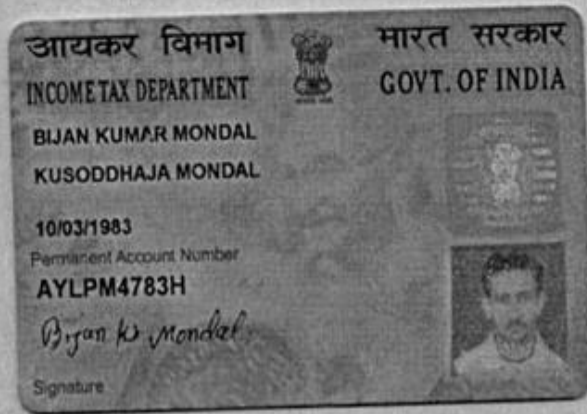 आयकर विभाग
भारत सरकार
INCOME TAX DEPARTMENT
GOVT. OF INDIA
BIJAN KUMAR MONDAL
KUSODDHAJA MONDAL
10/03/1983
Permanent Account Number
AYLPM4783H
Bijan kr Mondal
Signature